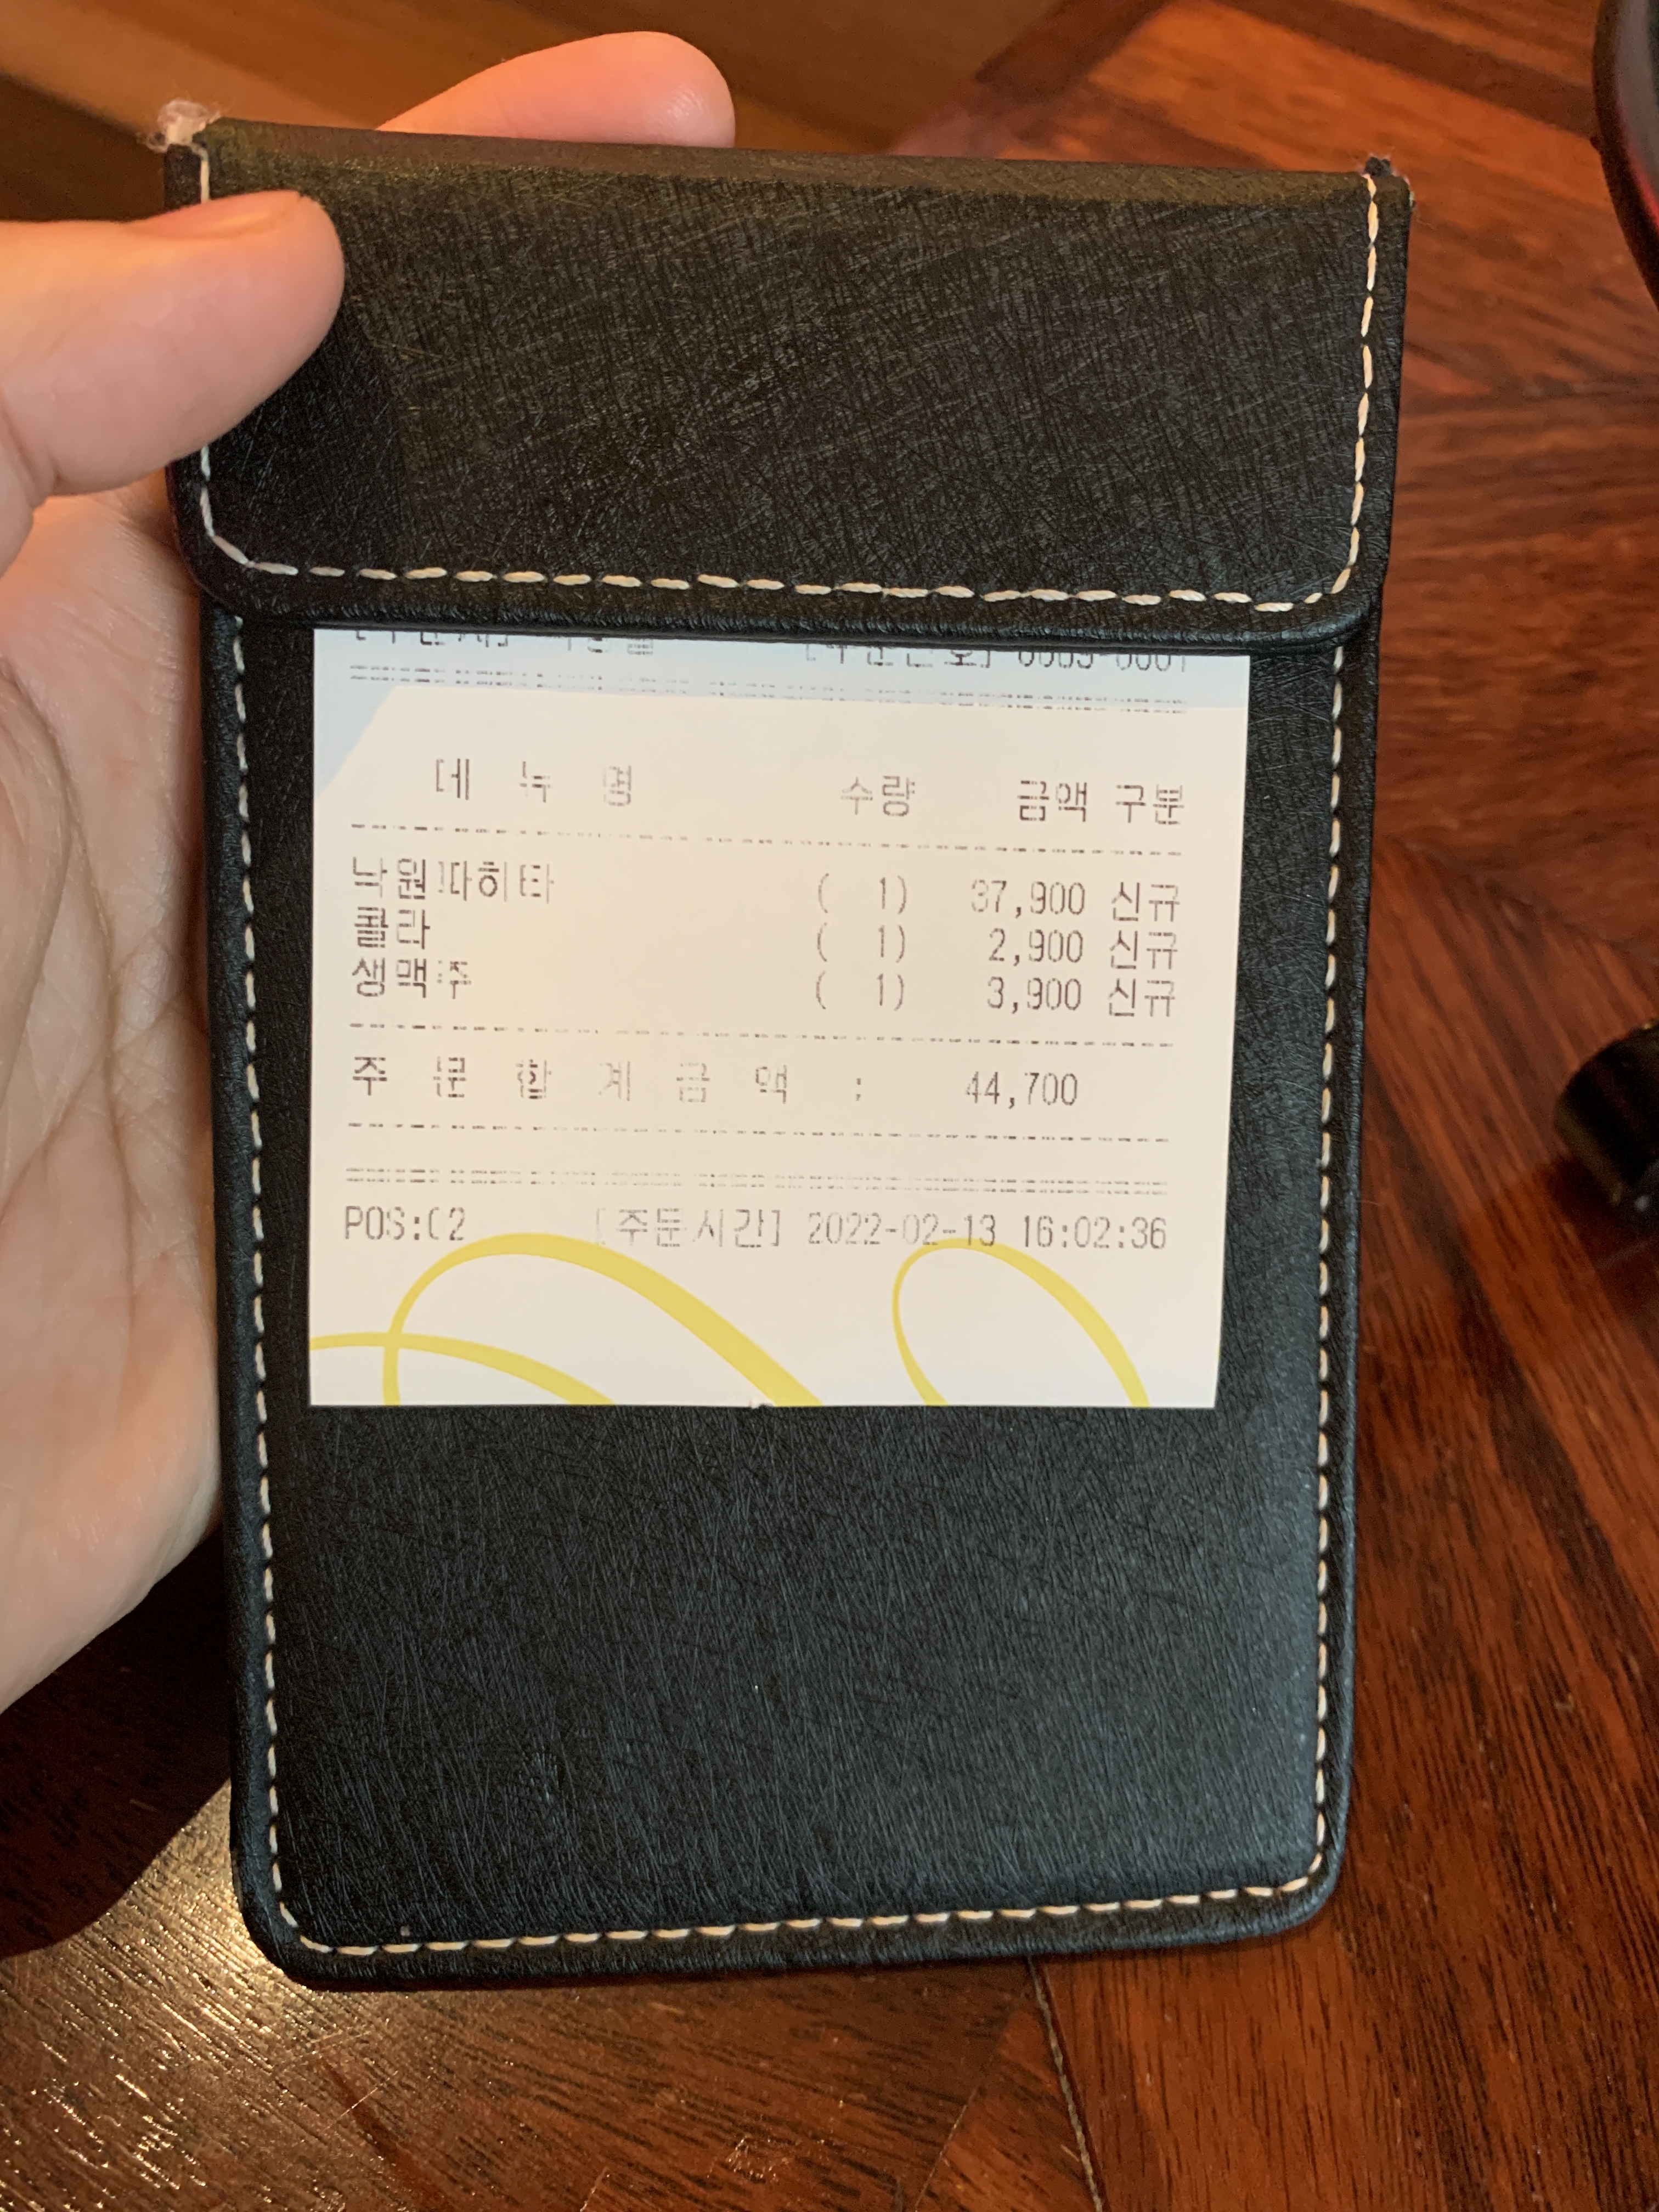 메 뉴 명 수량 금액 구분
낙원파히타 ( 1) 37,900 신규
콜라 ( 1) 2,900 신규
생맥주 ( 1) 3,900 신규
주 문 합 계 금 액 : 44,700
POS:02 [주문시간] 2022-02-13 16:02:36